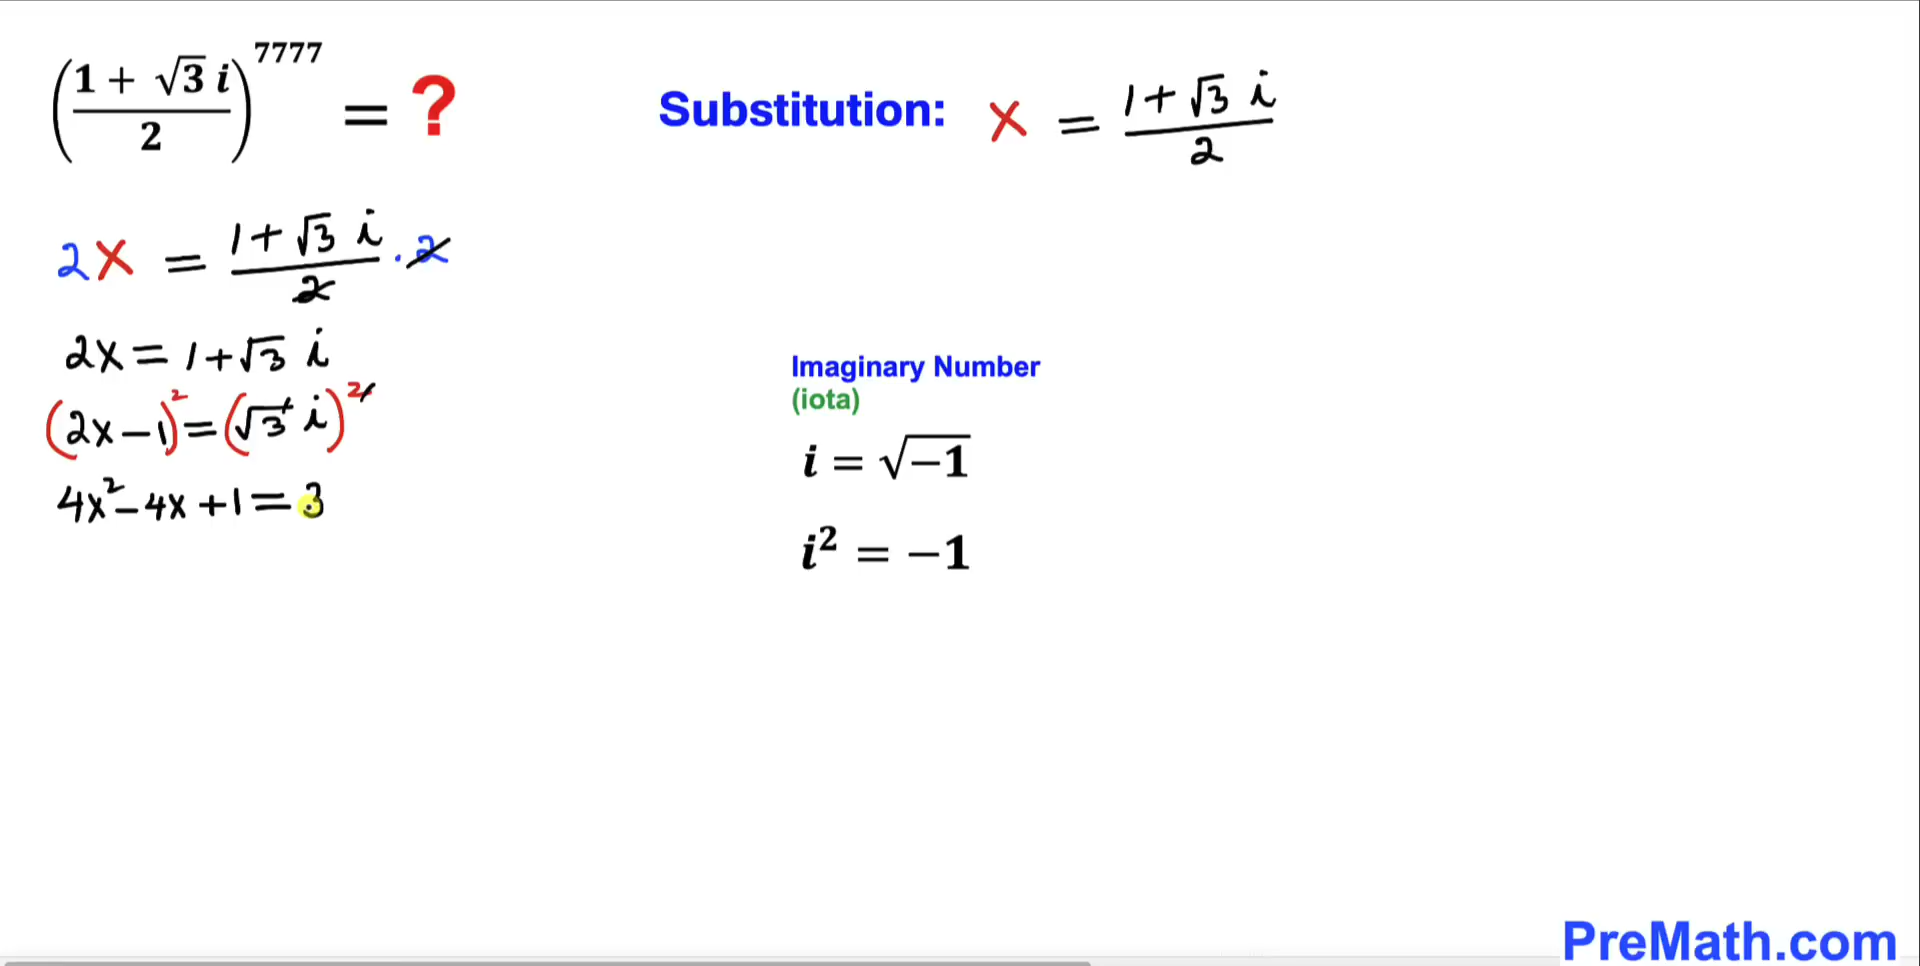 (1 + √3 i / 2)^7777 = ?
Substitution: x = 1 + √3 i / 2
2x = 1 + √3 i / 2 · 2
2x = 1 + √3 i
(2x − 1)² = (√3 i)²
4x² − 4x + 1 = 3
Imaginary Number
(iota)
i = √−1
i² = −1
PreMath.com